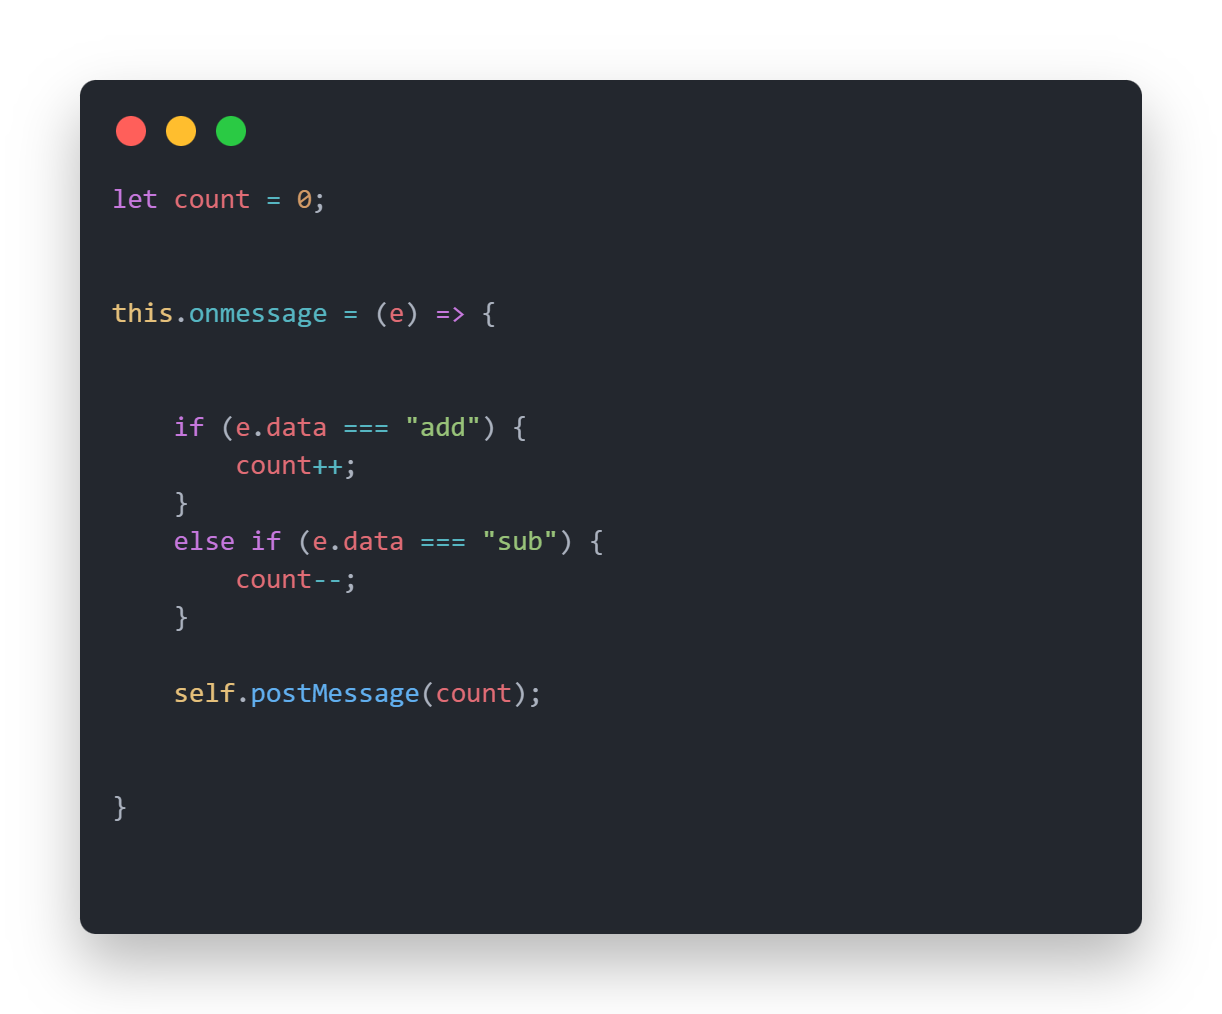 let count = 0;
this.onmessage = (e) => {
    if (e.data === "add") {
        count++;
    }
    else if (e.data === "sub") {
        count--;
    }
    self.postMessage(count);
}